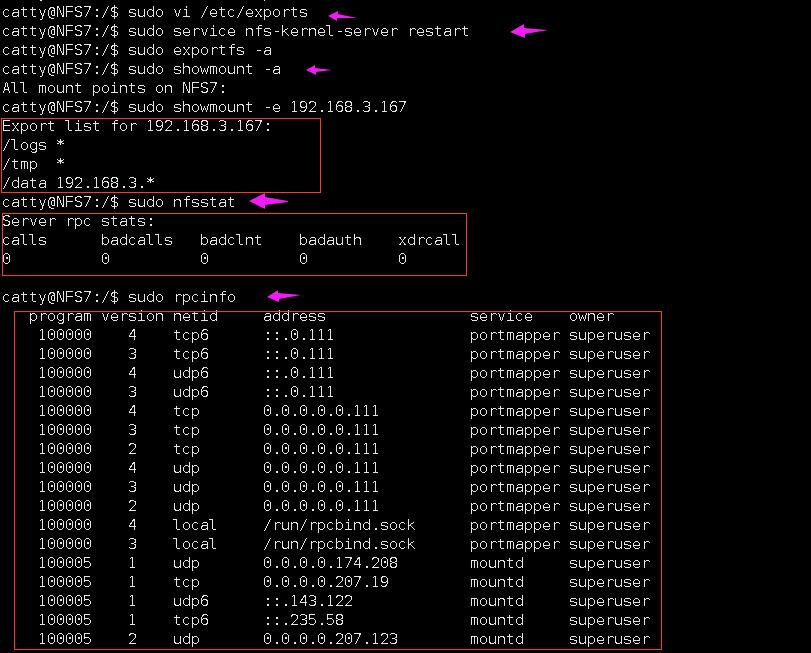 catty@NFS7:/$ sudo vi /etc/exports
catty@NFS7:/$ sudo service nfs-kernel-server restart
catty@NFS7:/$ sudo exportfs -a
catty@NFS7:/$ sudo showmount -a
All mount points on NFS7:
catty@NFS7:/$ sudo showmount -e 192.168.3.167
Export list for 192.168.3.167:
/logs *
/tmp  *
/data 192.168.3.*
catty@NFS7:/$ sudo nfsstat
Server rpc stats:
calls      badcalls   badclnt    badauth    xdrcall
0          0          0          0          0
catty@NFS7:/$ sudo rpcinfo
   program version netid     address                service    owner
    100000    4    tcp6      ::.0.111               portmapper superuser
    100000    3    tcp6      ::.0.111               portmapper superuser
    100000    4    udp6      ::.0.111               portmapper superuser
    100000    3    udp6      ::.0.111               portmapper superuser
    100000    4    tcp       0.0.0.0.0.111          portmapper superuser
    100000    3    tcp       0.0.0.0.0.111          portmapper superuser
    100000    2    tcp       0.0.0.0.0.111          portmapper superuser
    100000    4    udp       0.0.0.0.0.111          portmapper superuser
    100000    3    udp       0.0.0.0.0.111          portmapper superuser
    100000    2    udp       0.0.0.0.0.111          portmapper superuser
    100000    4    local     /run/rpcbind.sock      portmapper superuser
    100000    3    local     /run/rpcbind.sock      portmapper superuser
    100005    1    udp       0.0.0.0.174.208        mountd     superuser
    100005    1    tcp       0.0.0.0.207.19         mountd     superuser
    100005    1    udp6      ::.143.122             mountd     superuser
    100005    1    tcp6      ::.235.58              mountd     superuser
    100005    2    udp       0.0.0.0.207.123        mountd     superuser